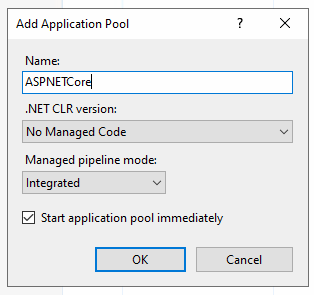 Add Application Pool
?
Name:
ASPNETCore
.NET CLR version:
No Managed Code
Managed pipeline mode:
Integrated
Start application pool immediately
OK
Cancel